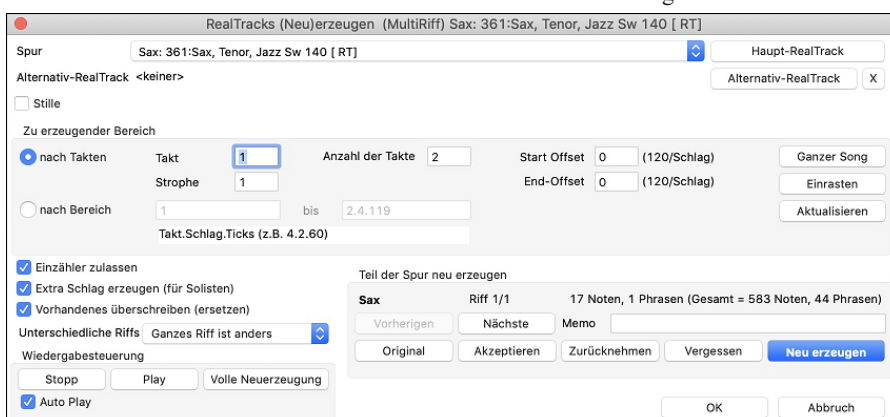 RealTracks (Neu)erzeugen (MultiRiff) Sax: 361:Sax, Tenor, Jazz Sw 140 [ RT]
Spur Sax: 361:Sax, Tenor, Jazz Sw 140 [ RT] Haupt-RealTrack
Alternativ-RealTrack <keiner> Alternativ-RealTrack X
Stille
Zu erzeugender Bereich
nach Takten Takt 1 Anzahl der Takte 2 Start Offset 0 (120/Schlag) Ganzer Song
Strophe 1 End-Offset 0 (120/Schlag) Einrasten
nach Bereich 1 bis 2.4.119 Aktualisieren
Takt.Schlag.Ticks (z.B. 4.2.60)
Einzähler zulassen
Extra Schlag erzeugen (für Solisten)
Vorhandenes überschreiben (ersetzen)
Unterschiedliche Riffs Ganzes Riff ist anders
Wiedergabesteuerung
Stopp Play Volle Neuerzeugung
Auto Play
Teil der Spur neu erzeugen
Sax Riff 1/1 17 Noten, 1 Phrasen (Gesamt = 583 Noten, 44 Phrasen)
Vorherigen Nächste Memo
Original Akzeptieren Zurücknehmen Vergessen Neu erzeugen
OK Abbruch